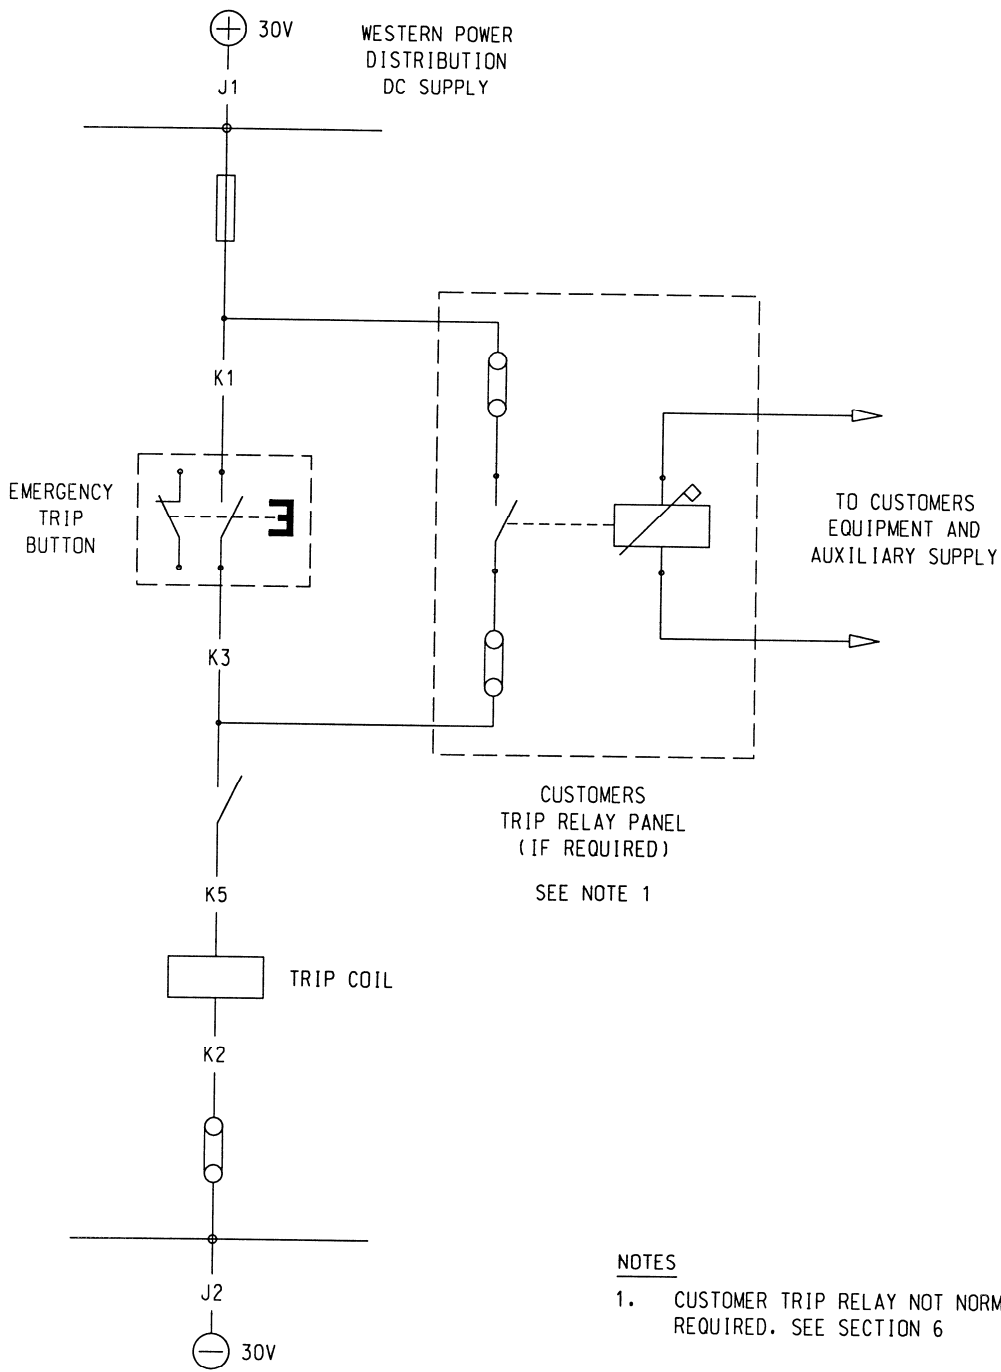 30V
WESTERN POWER
DISTRIBUTION
DC SUPPLY
J1
K1
EMERGENCY
TRIP
BUTTON
TO CUSTOMERS
EQUIPMENT AND
AUXILIARY SUPPLY
K3
CUSTOMERS
TRIP RELAY PANEL
(IF REQUIRED)
SEE NOTE 1
K5
TRIP COIL
K2
J2
30V
NOTES
1. CUSTOMER TRIP RELAY NOT NORM
REQUIRED. SEE SECTION 6